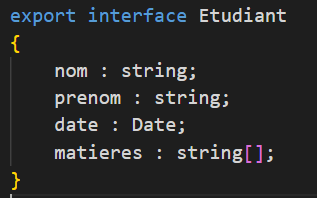 export interface Etudiant
{
nom : string;
prenom : string;
date : Date;
matieres : string[];
}